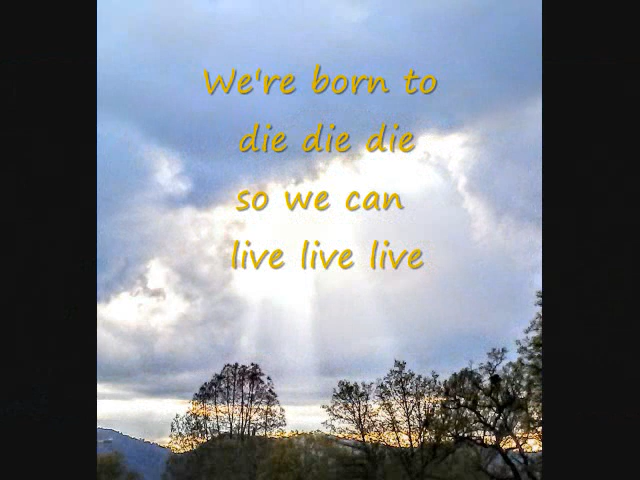 We're born to
die die die
so we can
live live live